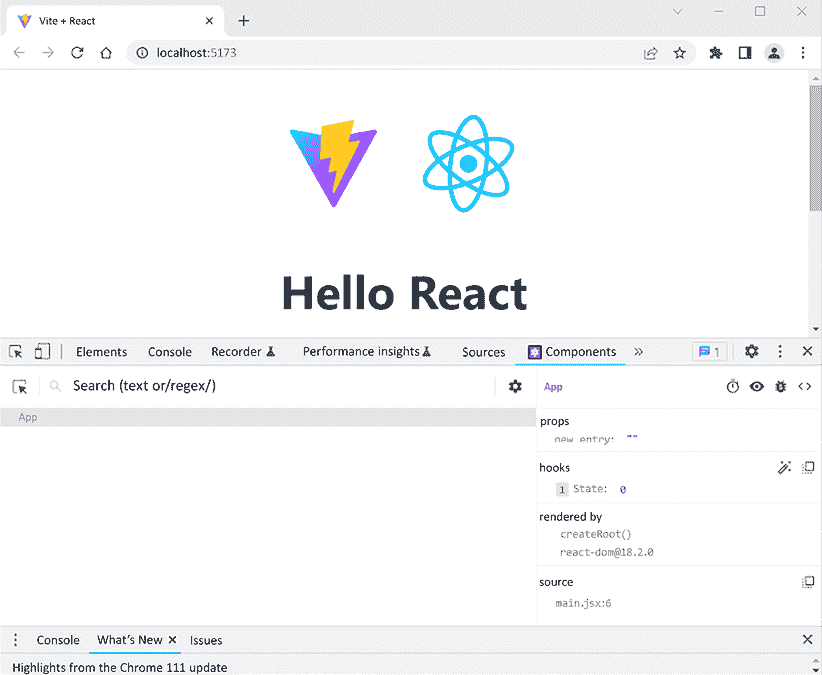 Vite + React
localhost:5173
Hello React
Elements Console Recorder Performance insights Sources Components » 1
Search (text or/regex/)
App
App
props
new entry: ""
hooks
1 State: 0
rendered by
createRoot()
react-dom@18.2.0
source
main.jsx:6
Console What's New Issues
Highlights from the Chrome 111 update